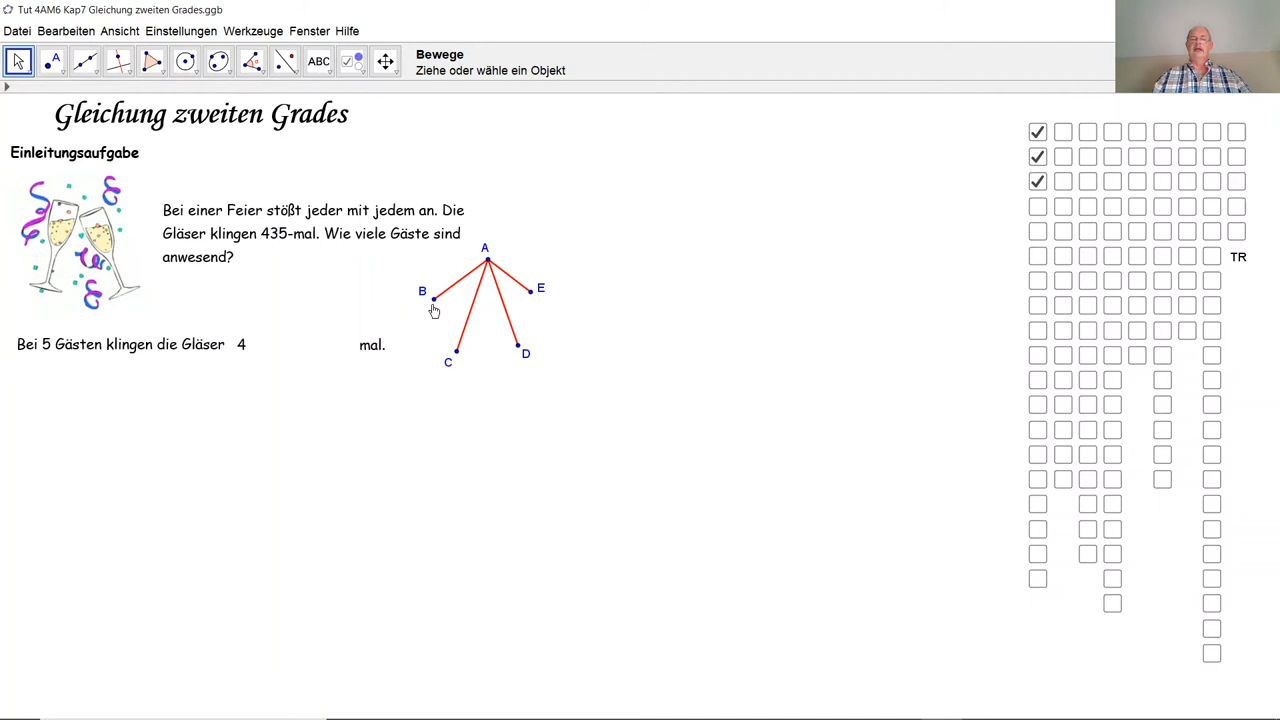 Tut 4AM6 Kap7 Gleichung zweiten Grades.ggb
Datei Bearbeiten Ansicht Einstellungen Werkzeuge Fenster Hilfe
A
ABC
Bewege
Ziehe oder wähle ein Objekt
Gleichung zweiten Grades
Einleitungsaufgabe
Bei einer Feier stößt jeder mit jedem an. Die
Gläser klingen 435-mal. Wie viele Gäste sind
anwesend?
A
B
E
C
D
TR
Bei 5 Gästen klingen die Gläser 4 mal.